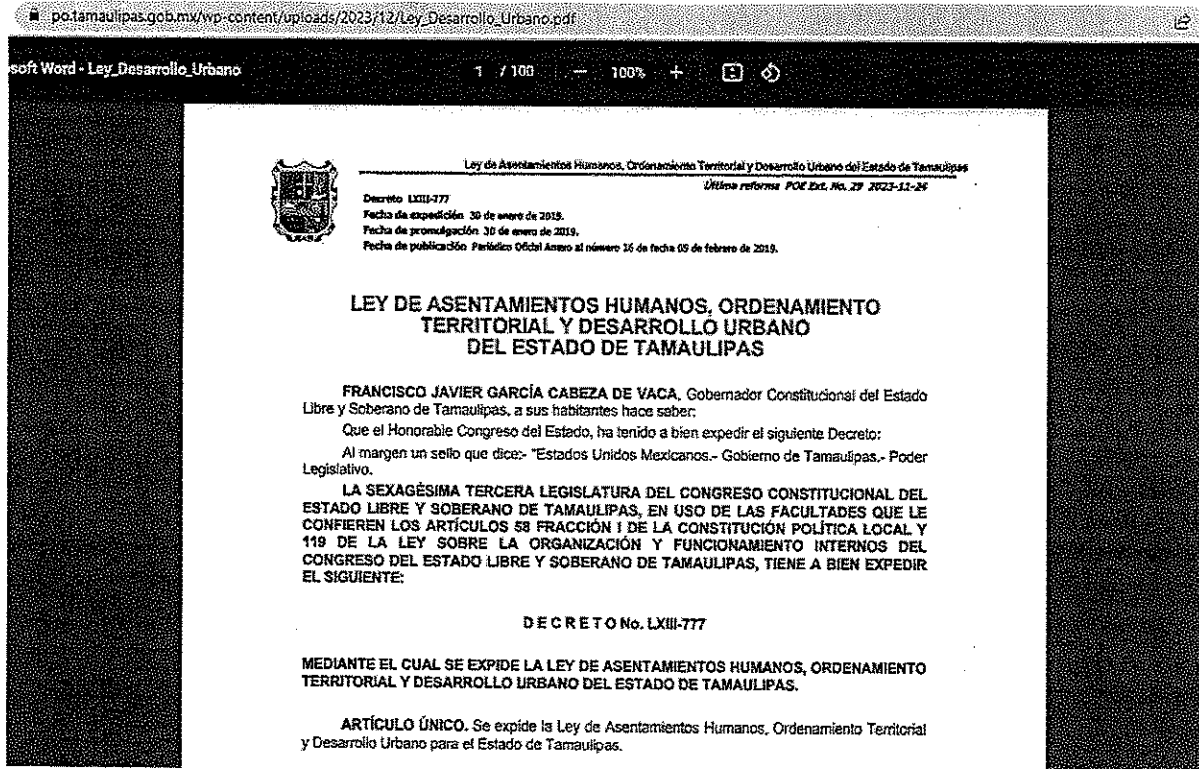 po.tamaulipas.gob.mx/wp-content/uploads/2023/12/Ley_Desarrollo_Urbano.pdf
soft Word - Ley_Desarrollo_Urbano
1 / 100 — 100% +
Ley de Asentamientos Humanos, Ordenamiento Territorial y Desarrollo Urbano del Estado de Tamaulipas
Última reforma POE Ext. No. 29 2023-11-24
Decreto LXIII-777
Fecha de expedición 30 de enero de 2019.
Fecha de promulgación 30 de enero de 2019.
Fecha de publicación Periódico Oficial Anexo al número 16 de fecha 05 de febrero de 2019.
LEY DE ASENTAMIENTOS HUMANOS, ORDENAMIENTO
TERRITORIAL Y DESARROLLO URBANO
DEL ESTADO DE TAMAULIPAS
FRANCISCO JAVIER GARCÍA CABEZA DE VACA, Gobernador Constitucional del Estado
Libre y Soberano de Tamaulipas, a sus habitantes hace saber:
Que el Honorable Congreso del Estado, ha tenido a bien expedir el siguiente Decreto:
Al margen un sello que dice:- "Estados Unidos Mexicanos.- Gobierno de Tamaulipas.- Poder
Legislativo.
LA SEXAGÉSIMA TERCERA LEGISLATURA DEL CONGRESO CONSTITUCIONAL DEL
ESTADO LIBRE Y SOBERANO DE TAMAULIPAS, EN USO DE LAS FACULTADES QUE LE
CONFIEREN LOS ARTÍCULOS 58 FRACCIÓN I DE LA CONSTITUCIÓN POLÍTICA LOCAL Y
119 DE LA LEY SOBRE LA ORGANIZACIÓN Y FUNCIONAMIENTO INTERNOS DEL
CONGRESO DEL ESTADO LIBRE Y SOBERANO DE TAMAULIPAS, TIENE A BIEN EXPEDIR
EL SIGUIENTE:
D E C R E T O No. LXIII-777
MEDIANTE EL CUAL SE EXPIDE LA LEY DE ASENTAMIENTOS HUMANOS, ORDENAMIENTO
TERRITORIAL Y DESARROLLO URBANO DEL ESTADO DE TAMAULIPAS.
ARTÍCULO ÚNICO. Se expide la Ley de Asentamientos Humanos, Ordenamiento Territorial
y Desarrollo Urbano para el Estado de Tamaulipas.